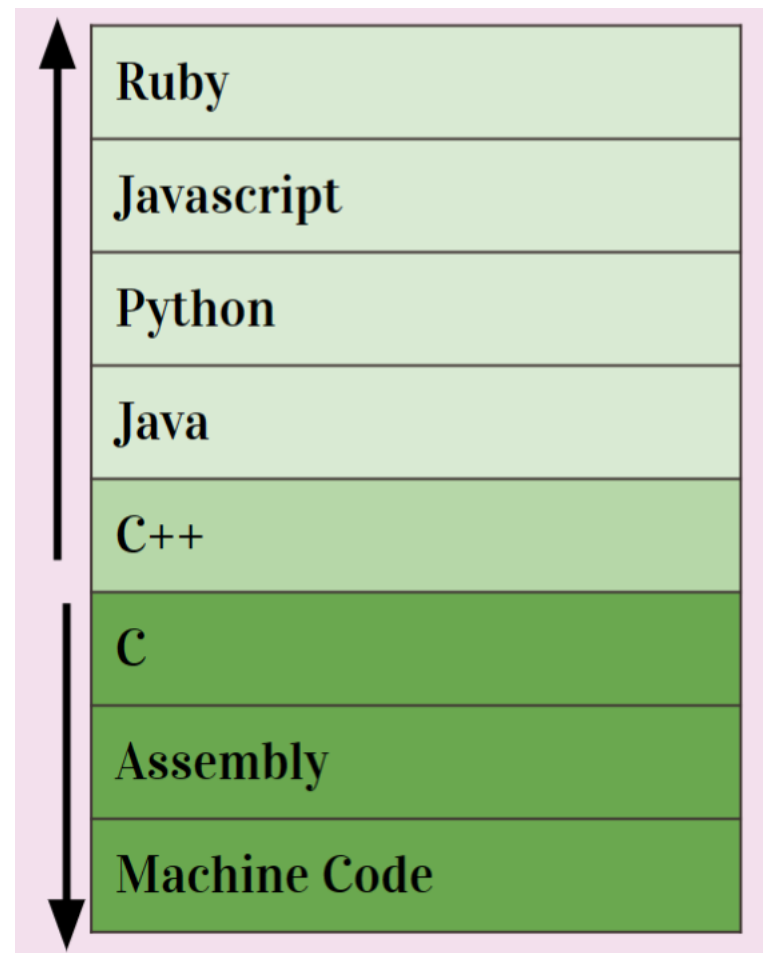 Ruby
Javascript
Python
Java
C++
C
Assembly
Machine Code